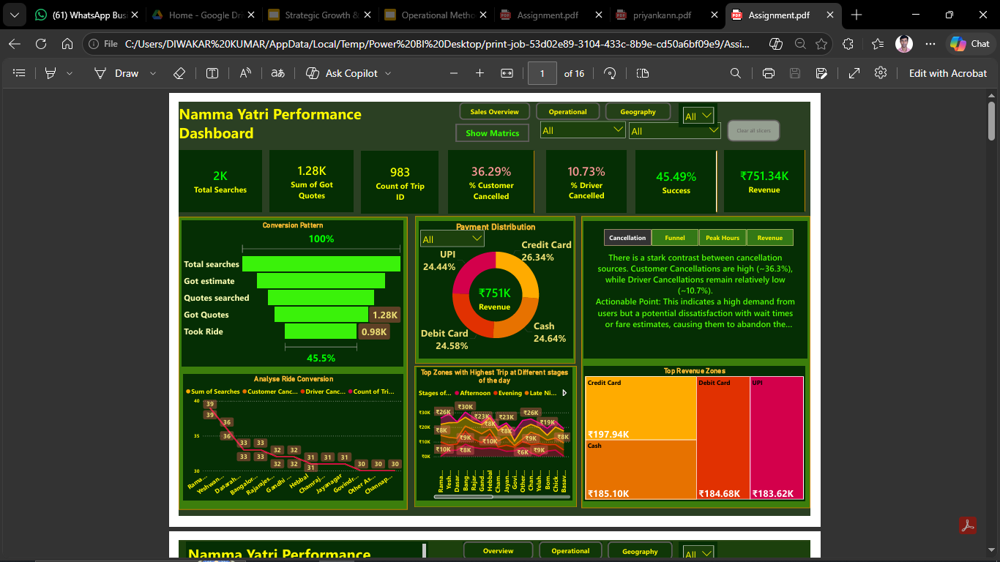 (61) WhatsApp Bus
Home - Google Dri
Strategic Growth &
Operational Metho
Assignment.pdf
priyankann.pdf
Assignment.pdf
File
C:/Users/DIWAKAR%20KUMAR/AppData/Local/Temp/Power%20BI%20Desktop/print-job-53d02e89-3104-433c-8b9e-cd50a6bf09e9/Assi...
Chat
Draw
Ask Copilot
1 of 16
Edit with Acrobat
Namma Yatri Performance
Dashboard
Sales Overview
Operational
Geography
All
Show Matrics
All
All
Clear all slicers
2K
Total Searches
1.28K
Sum of Got
Quotes
983
Count of Trip
ID
36.29%
% Customer
Cancelled
10.73%
% Driver
Cancelled
45.49%
Success
₹751.34K
Revenue
Conversion Pattern
100%
Total searches
Got estimate
Quotes searched
Got Quotes
1.28K
Took Ride
0.98K
45.5%
Payment Distribution
All
Credit Card
26.34%
UPI
24.44%
₹751K
Revenue
Debit Card
24.58%
Cash
24.64%
Cancellation
Funnel
Peak Hours
Revenue
There is a stark contrast between cancellation
sources. Customer Cancellations are high (~36.3%),
while Driver Cancellations remain relatively low
(~10.7%).
Actionable Point: This indicates a high demand from
users but a potential dissatisfaction with wait times
or fare estimates, causing them to abandon the...
Analyse Ride Conversion
Sum of Searches Customer Canc... Driver Canc... Count of Tri...
40
35
30
39
39
36
36
33
33
33
33
32
32
32
32
31
31
31
31
30
30
30
Rama...
Yeshwan...
Dasarah...
Bangalor...
Rajarajes...
Gandhi ...
Hebbal
Chamraj...
Jayanagar
Govindr...
Other As...
Channap...
Top Zones with Highest Trip at Different stages
of the day
Stages of... Afternoon Evening Late Ni...
₹30K
₹20K
₹10K
₹0K
₹26K
₹30K
₹23K
₹23K
₹26K
₹19K
₹8K
₹8K
₹8K
₹8K
₹9K
₹10K
₹9K
₹10K
₹8K
₹6K
₹9K
Rama...
Yesh...
Dasar...
Bang...
Rajar...
Gand...
Hebbal
Cham...
Jayan...
Govi...
Other...
Chan...
Yelah...
Bom...
Chick...
Basav...
Top Revenue Zones
Credit Card
₹197.94K
Cash
₹185.10K
Debit Card
₹184.68K
UPI
₹183.62K
Namma Yatri Performance
Overview
Operational
Geography
All